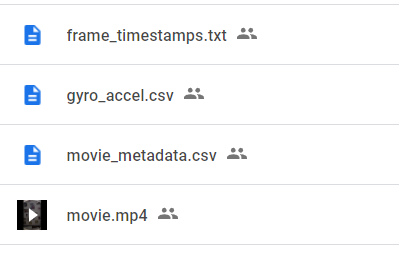 frame_timestamps.txt
gyro_accel.csv
movie_metadata.csv
movie.mp4